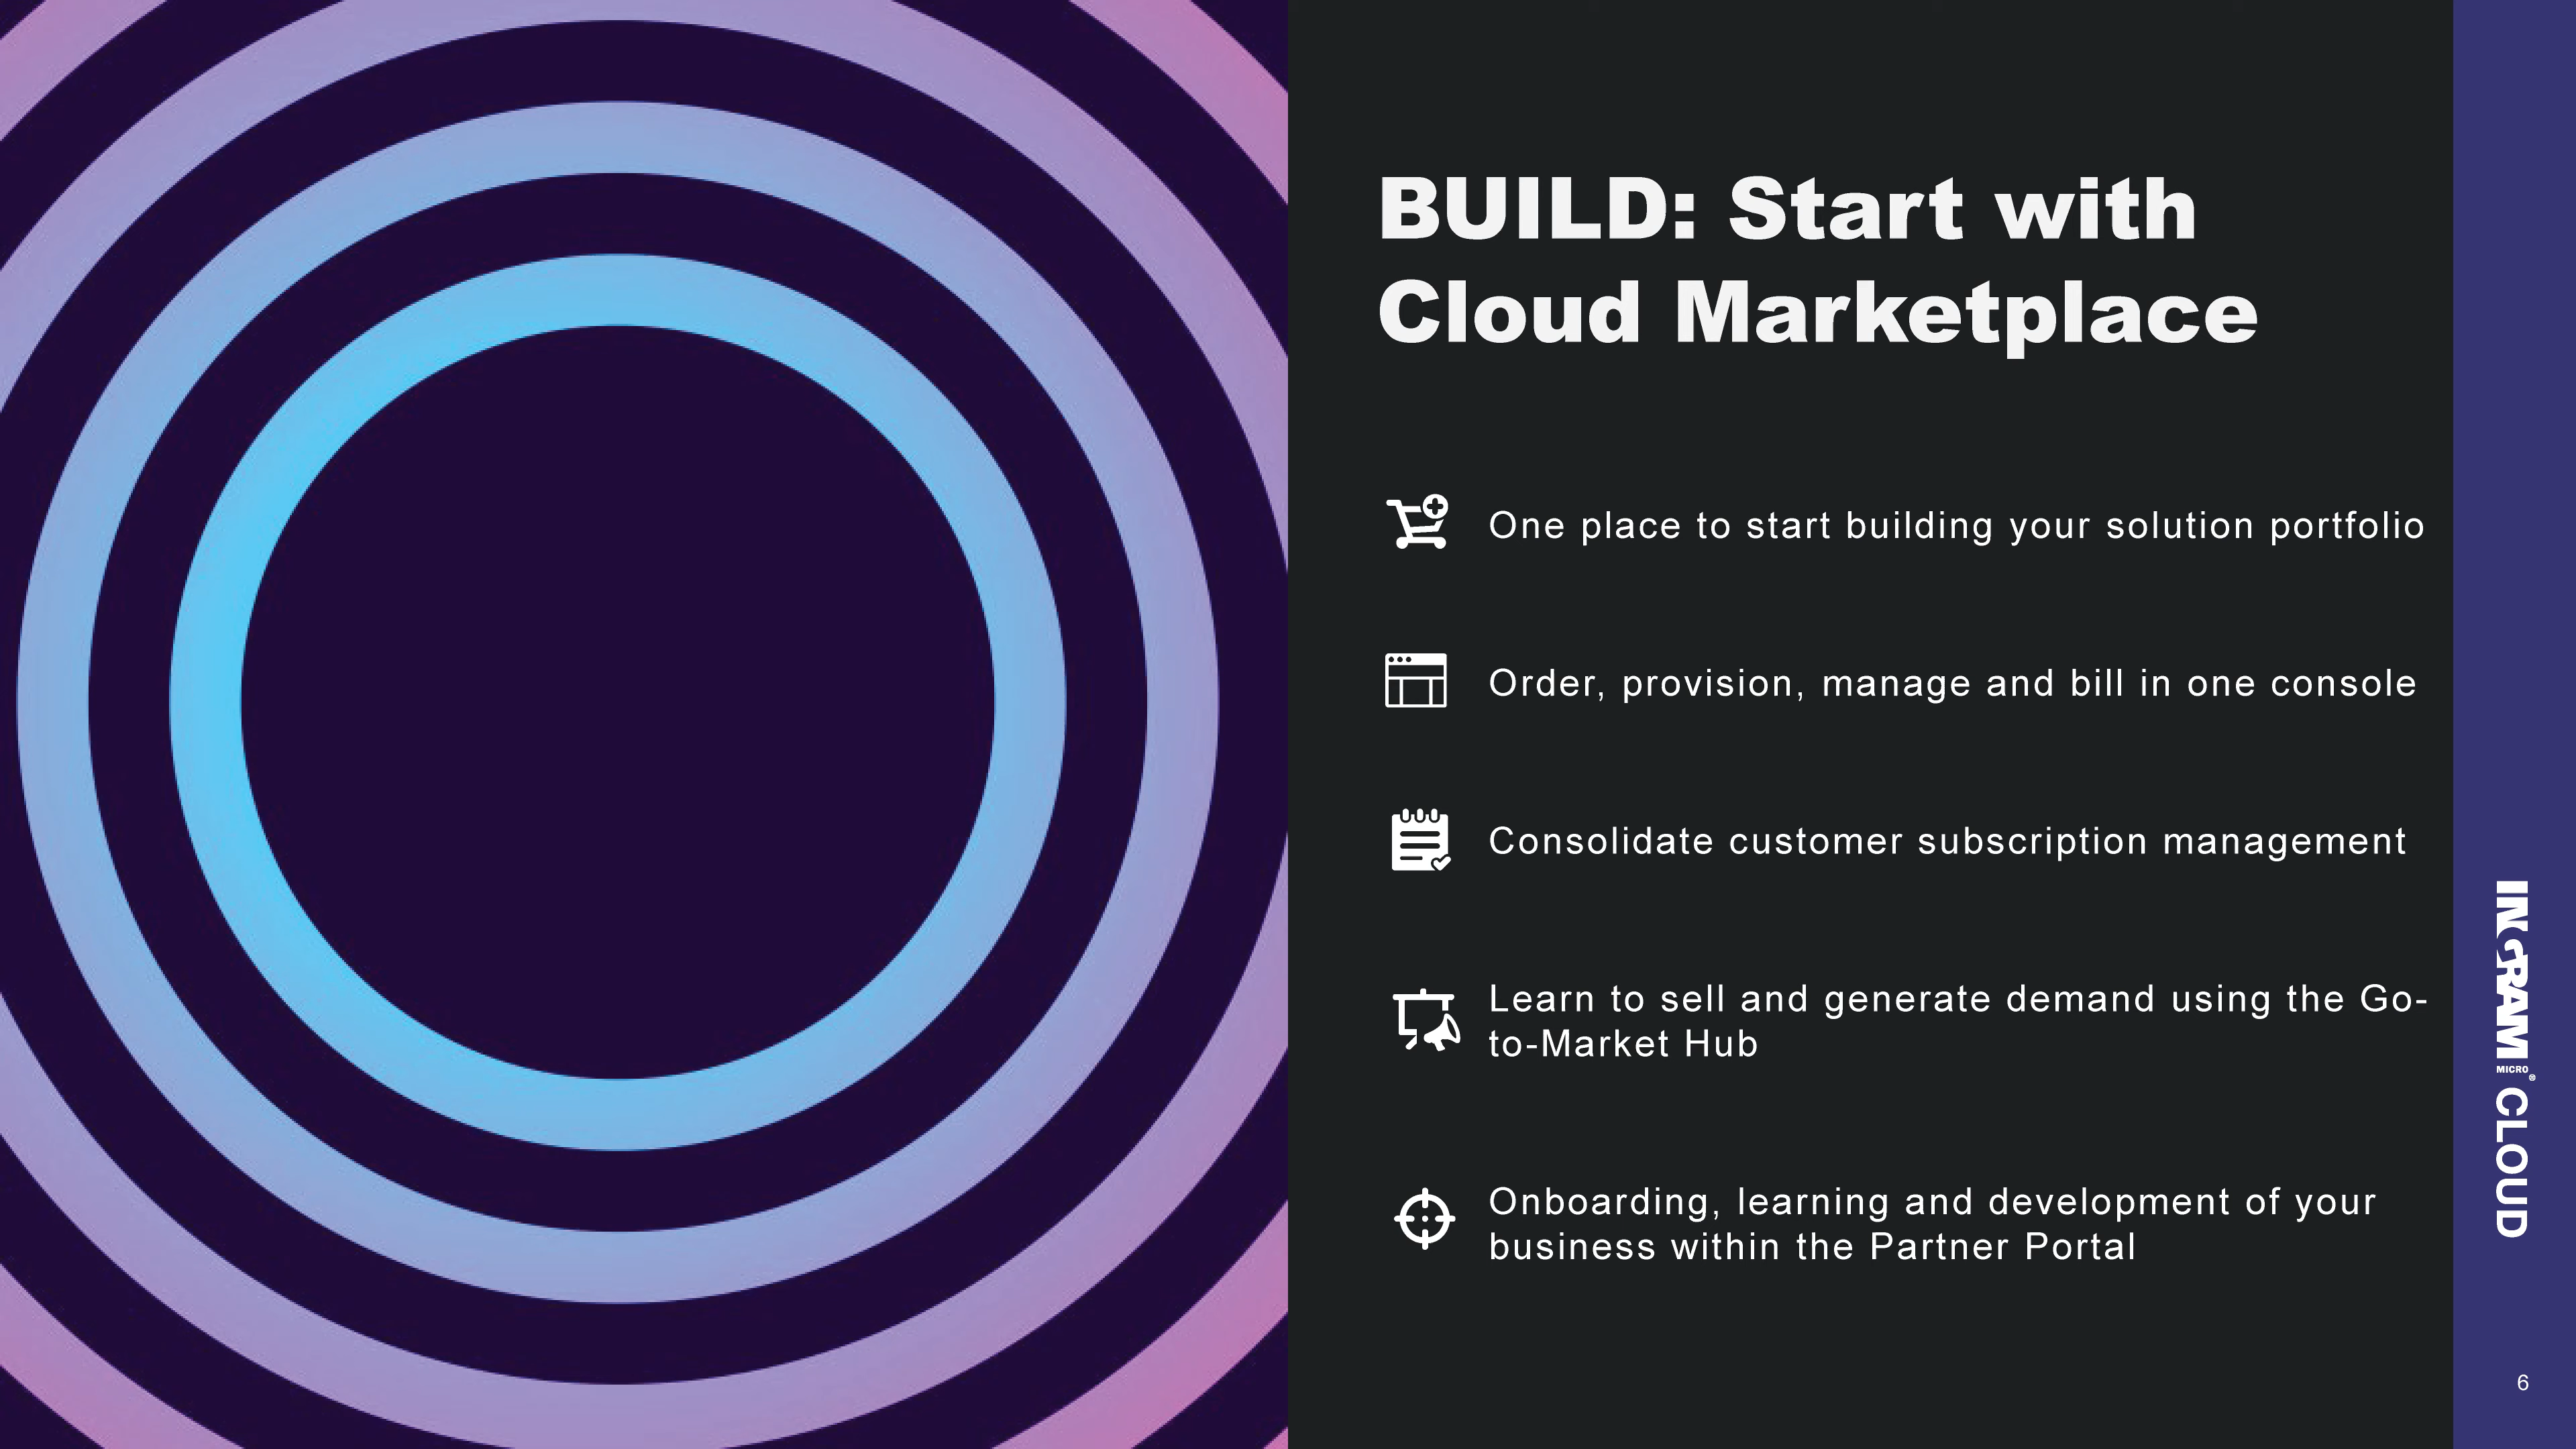 BUILD: Start with
Cloud Marketplace
One place to start building your solution portfolio
Order, provision, manage and bill in one console
Consolidate customer subscription management
Learn to sell and generate demand using the Go-
to-Market Hub
Onboarding, learning and development of your
business within the Partner Portal
INGRAM MICRO® CLOUD
6